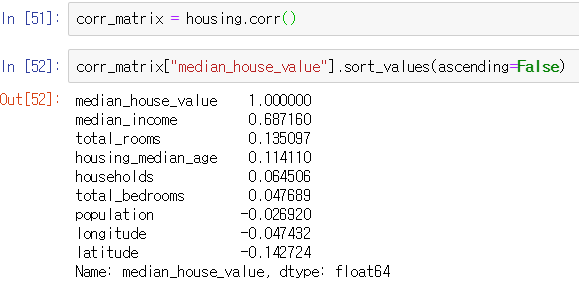 In [51]: corr_matrix = housing.corr()
In [52]: corr_matrix["median_house_value"].sort_values(ascending=False)
Out[52]: median_house_value    1.000000
median_income         0.687160
total_rooms           0.135097
housing_median_age    0.114110
households            0.064506
total_bedrooms        0.047689
population           -0.026920
longitude            -0.047432
latitude             -0.142724
Name: median_house_value, dtype: float64